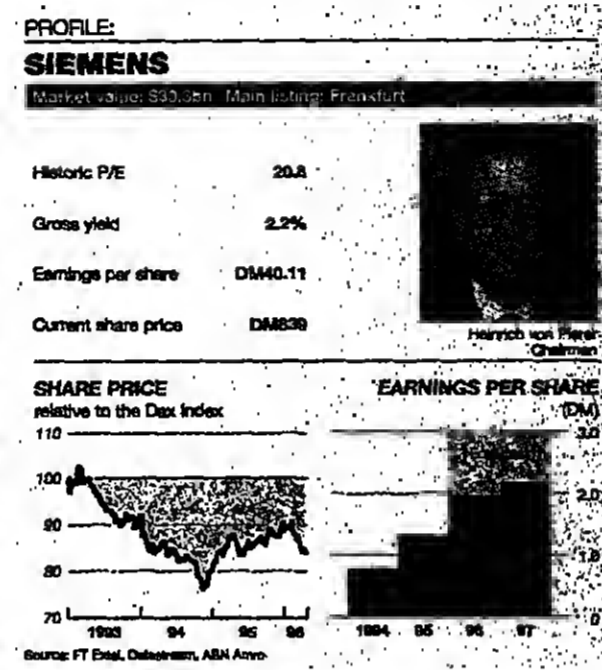 PROFILE:
SIEMENS
Market value: $30.3bn Main listing: Frankfurt
Historic P/E 20.8
Gross yield 2.2%
Earnings per share DM40.11
Current share price DM839
Heinrich von Pierer
Chairman
SHARE PRICE
relative to the Dax Index
110
100
90
80
70
1993 94 95 96
EARNINGS PER SHARE
(DM)
3.0
2.0
1.0
0
1994 95 96 97
Source: FT Extel, Datastream, ABN Amro